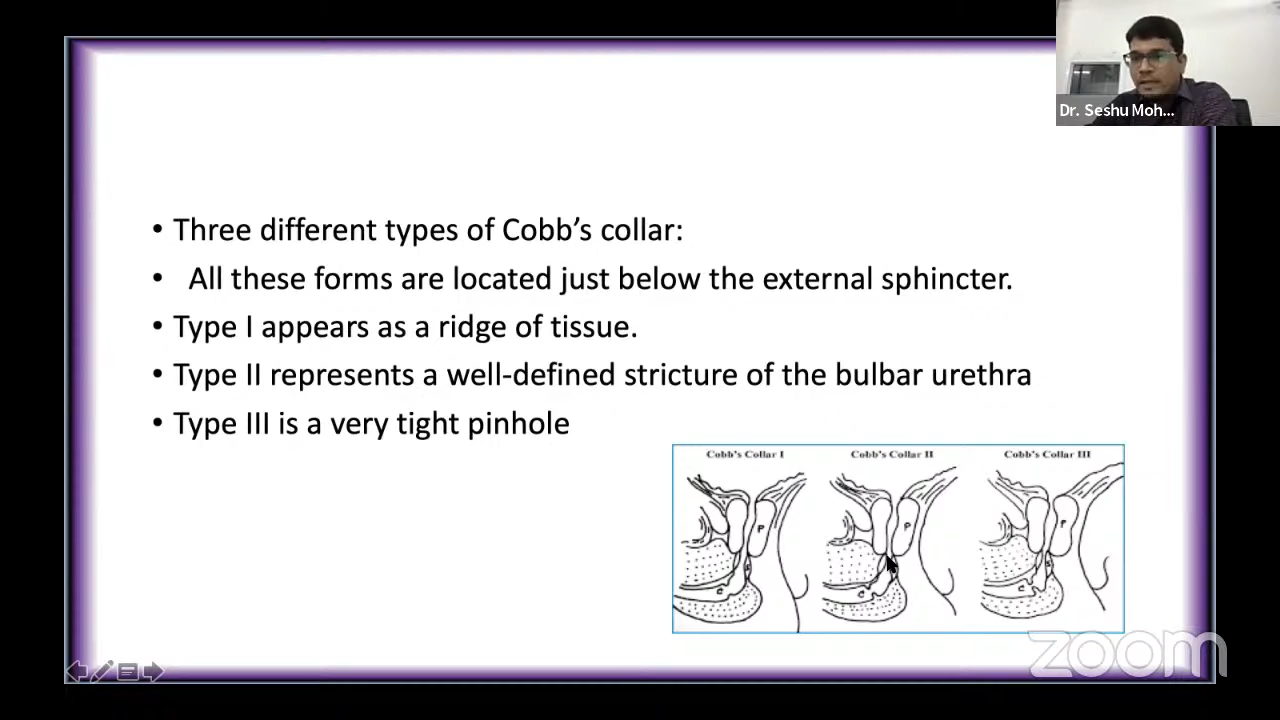 Dr. Seshu Moh...
• Three different types of Cobb’s collar:
• All these forms are located just below the external sphincter.
• Type I appears as a ridge of tissue.
• Type II represents a well-defined stricture of the bulbar urethra
• Type III is a very tight pinhole
Cobb's Collar I Cobb's Collar II Cobb's Collar III
P P P
C C C
zoom